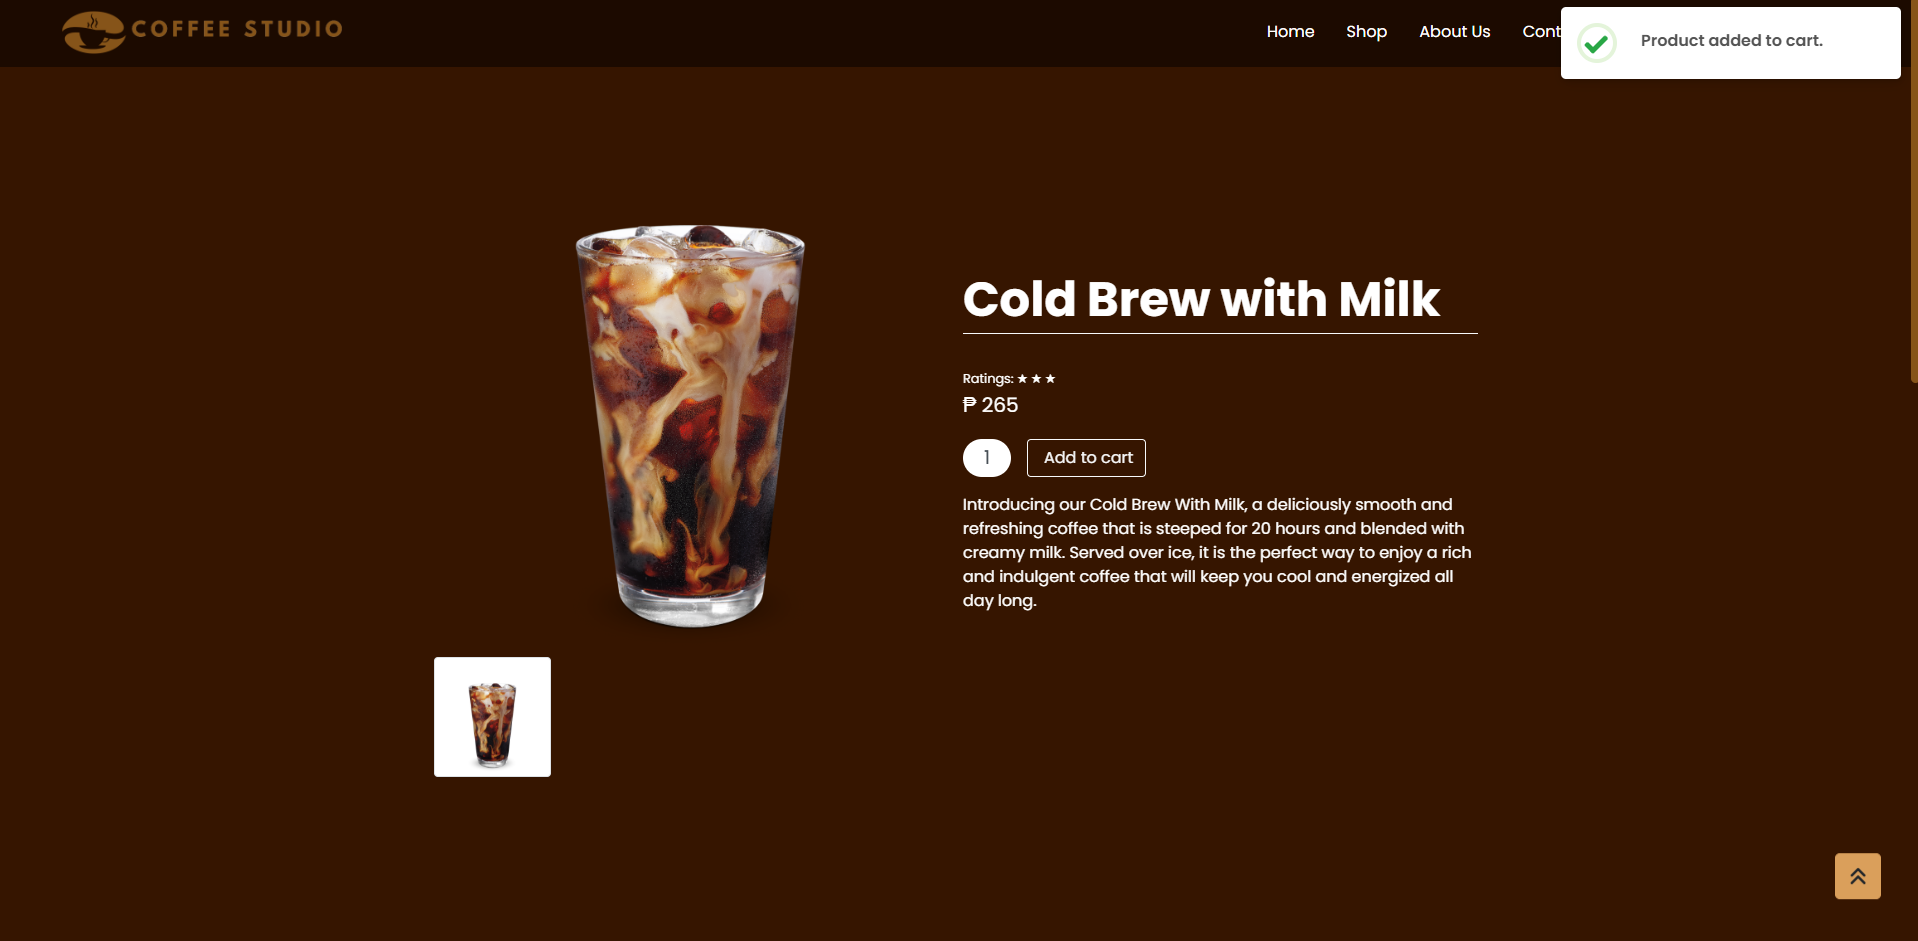 COFFEE STUDIO
Home Shop About Us Cont
Product added to cart.
Cold Brew with Milk
Ratings: ★ ★ ★
₱ 265
1 Add to cart
Introducing our Cold Brew With Milk, a deliciously smooth and
refreshing coffee that is steeped for 20 hours and blended with
creamy milk. Served over ice, it is the perfect way to enjoy a rich
and indulgent coffee that will keep you cool and energized all
day long.